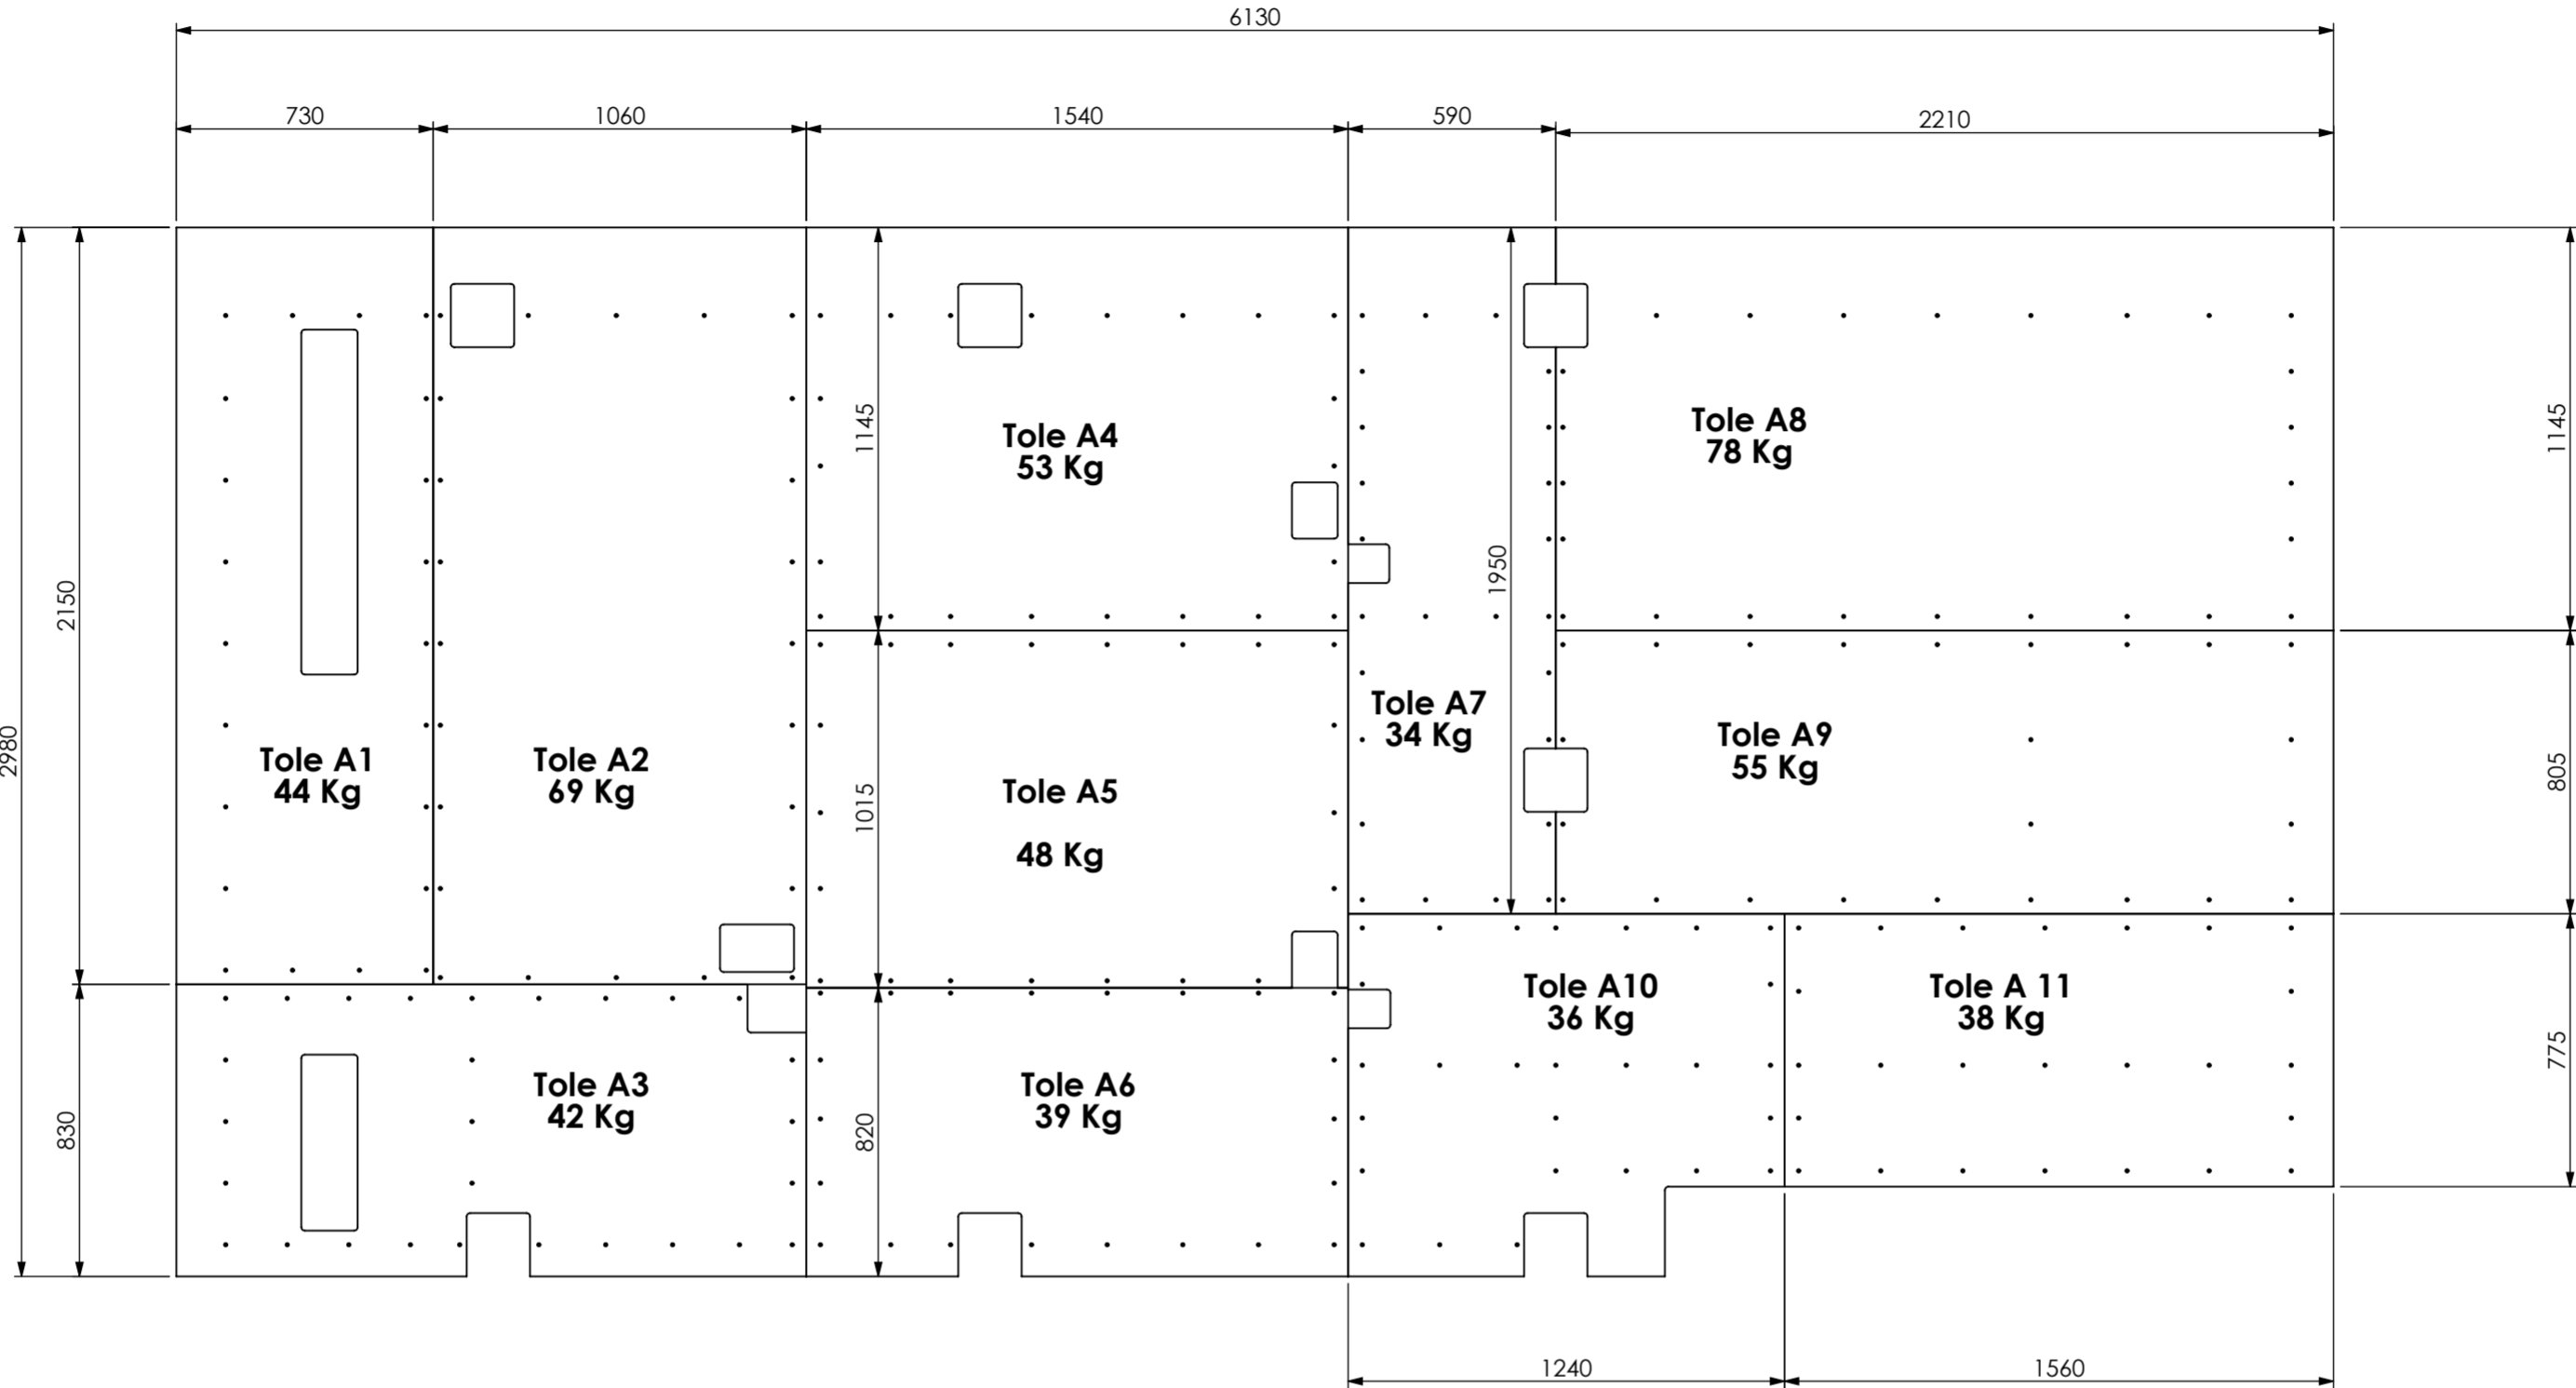 6130
730
1060
1540
590
2210
2980
2150
830
1145
1015
820
1950
1145
805
775
Tole A1
44 Kg
Tole A2
69 Kg
Tole A3
42 Kg
Tole A4
53 Kg
Tole A5
48 Kg
Tole A6
39 Kg
Tole A7
34 Kg
Tole A8
78 Kg
Tole A9
55 Kg
Tole A10
36 Kg
Tole A 11
38 Kg
1240
1560